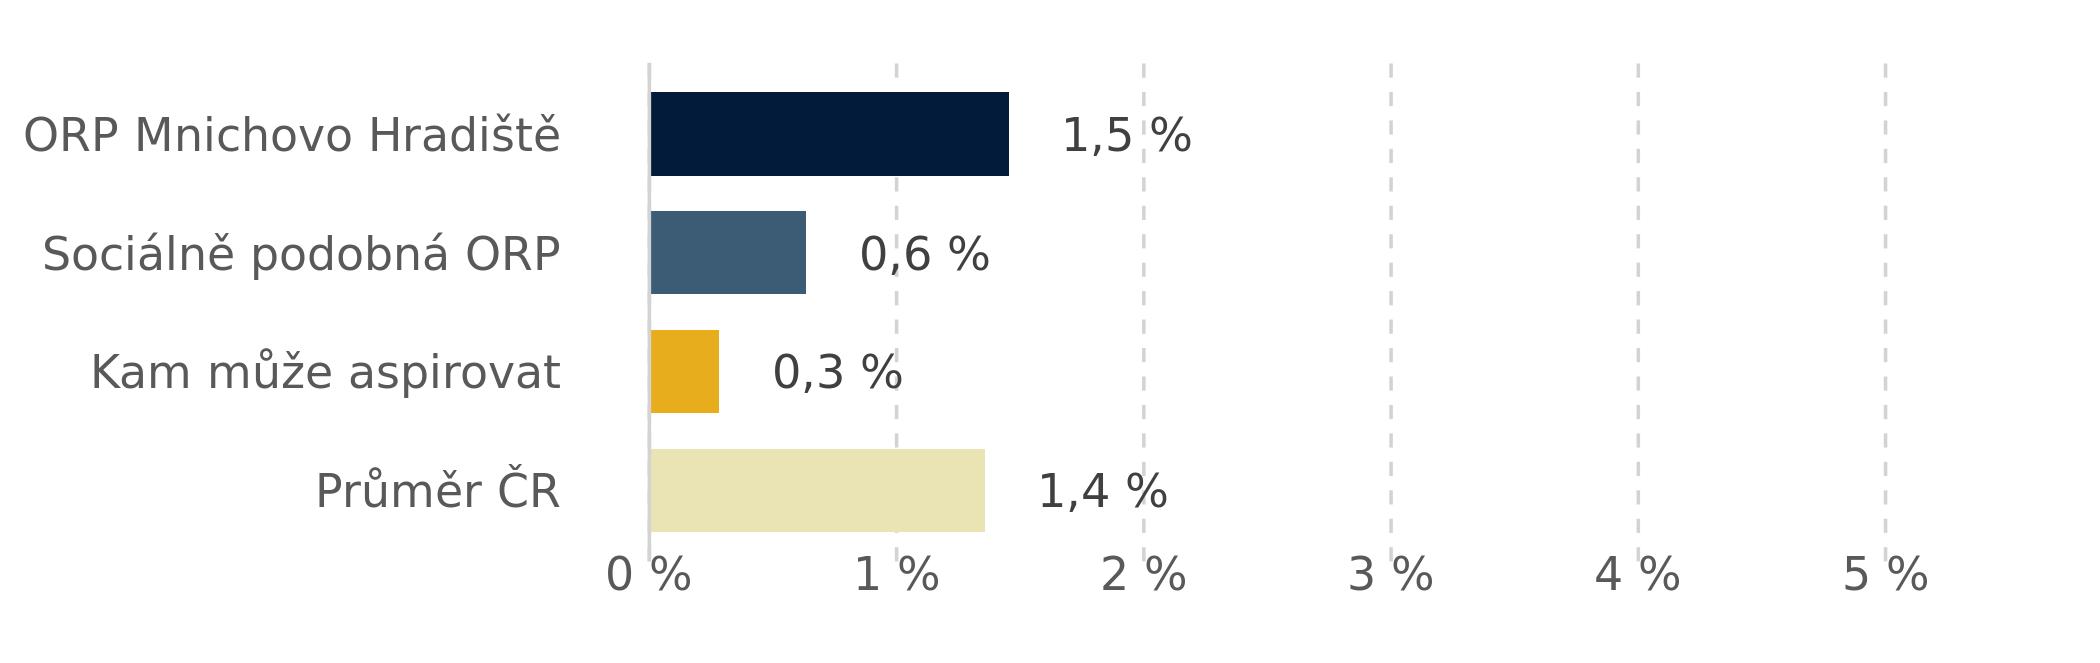 ORP Mnichovo Hradiště 1,5 %
Sociálně podobná ORP 0,6 %
Kam může aspirovat 0,3 %
Průměr ČR 1,4 %
0 % 1 % 2 % 3 % 4 % 5 %